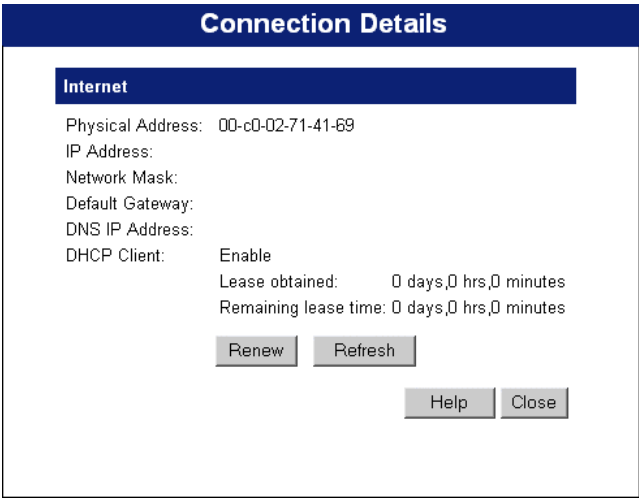 Connection Details
Internet
Physical Address: 00-c0-02-71-41-69
IP Address:
Network Mask:
Default Gateway:
DNS IP Address:
DHCP Client: Enable
Lease obtained: 0 days,0 hrs,0 minutes
Remaining lease time: 0 days,0 hrs,0 minutes
Renew Refresh
Help Close